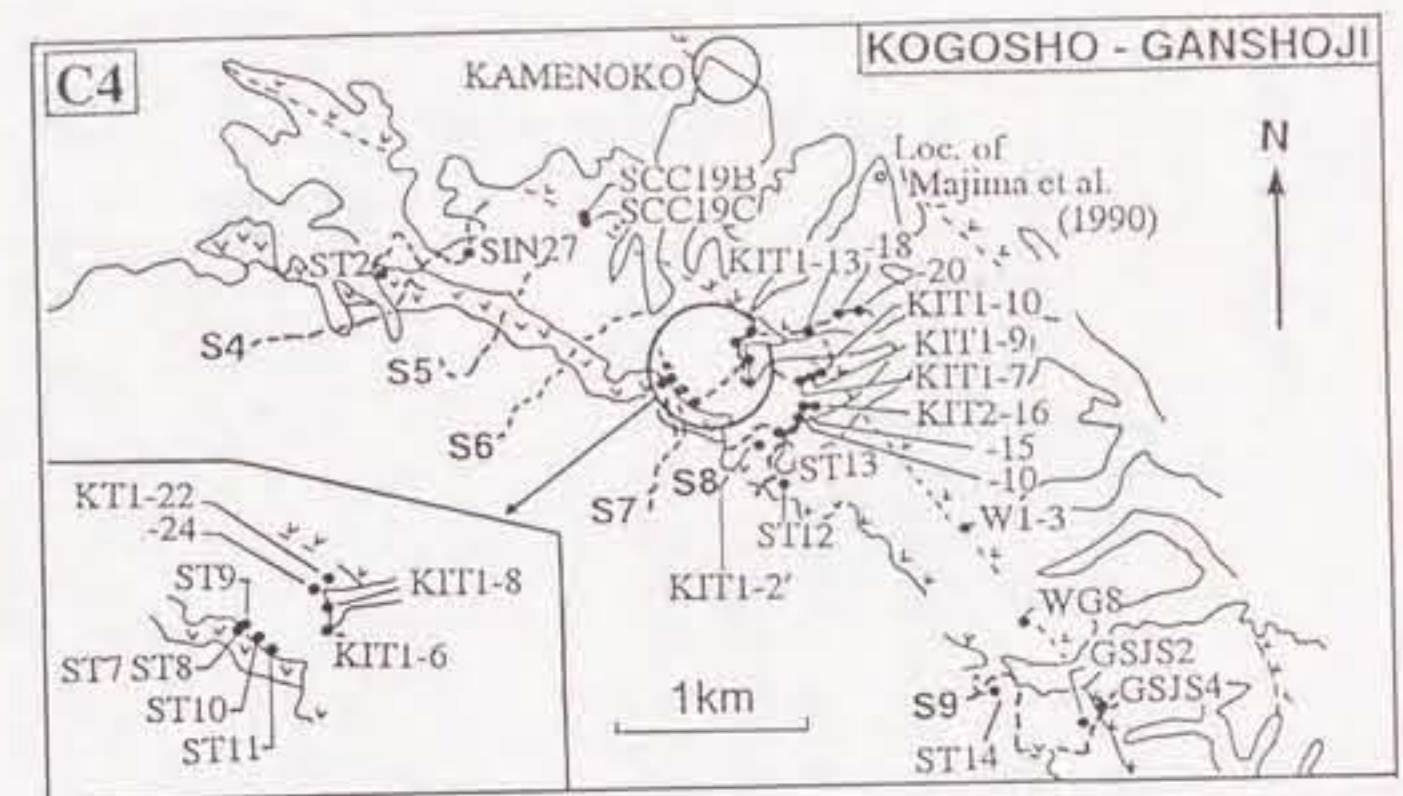 C4
KOGOSHO - GANSHOJI
KAMENOKO
N
Loc. of
Majima et al.
(1990)
SCC19B
SCC19C
ST2
SIN27
KIT1-13
-18
-20
KIT1-10
KIT1-9
KIT1-7
KIT2-16
-15
-10
S4
S5
S6
S7
S8
ST13
ST12
W1-3
KIT1-2'
KT1-22
-24
ST9
KIT1-8
KIT1-6
ST7 ST8
ST10
ST11
1km
WG8
GSJS2
GSJS4
S9
ST14